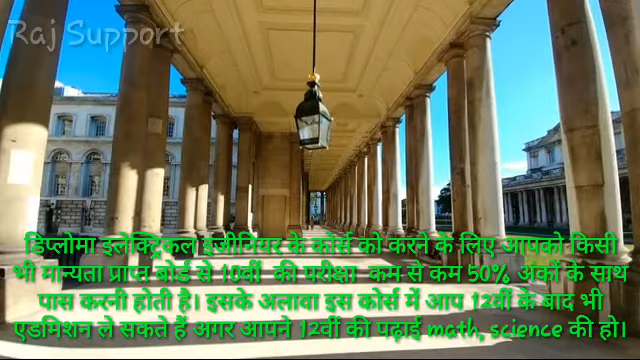 Raj Support
डिप्लोमा इलेक्ट्रिकल इंजीनियर के कोर्स को करने के लिए आपको किसी
भी मान्यता प्राप्त बोर्ड से 10वीं की परीक्षा कम से कम 50% अंकों के साथ
पास करनी होती है। इसके अलावा इस कोर्स में आप 12वीं के बाद भी
एडमिशन ले सकते हैं अगर आपने 12वीं की पढ़ाई math, science की हो।